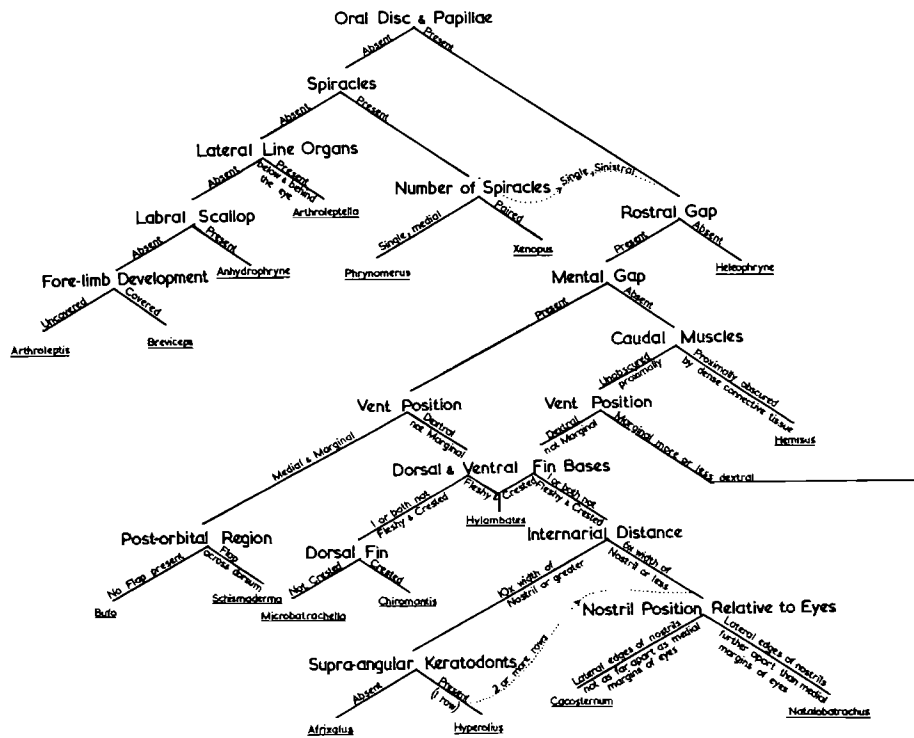 Oral Disc & Papillae
Absent
Present
Spiracles
Absent
Present
Lateral Line Organs
Absent
Present
below & behind
the eye
Arthroleptella
Number of Spiracles
Single, Sinistral
Single, medial
Paired
Phrynomerus
Xenopus
Labral Scallop
Absent
Present
Anhydrophryne
Rostral Gap
Present
Absent
Heleophryne
Fore-limb Development
Uncovered
Covered
Arthroleptis
Breviceps
Mental Gap
Present
Absent
Caudal Muscles
Unobscured
proximally
Proximally obscured
by dense connective tissue
Hemisus
Vent Position
Medial & Marginal
Dextral
not Marginal
Vent Position
Dextral
not Marginal
Marginal more or less dextral
Dorsal & Ventral Fin Bases
1 or both not
Fleshy & Crested
Fleshy & Crested
1 or both not
Fleshy & Crested
Hylambates
Post-orbital Region
No Flap present
Flap
across dorsum
Bufo
Schismaderma
Dorsal Fin
Not Crested
Crested
Microbatrachella
Chiromantis
Internarial Distance
10x width of
Nostril or greater
6x width of
Nostril or less
Nostril Position Relative to Eyes
Lateral edges of nostrils
not as far apart as medial
margins of eyes
Lateral edges of nostrils
further apart than medial
margins of eyes
Cacosternum
Natalobatrachus
Supra-angular Keratodonts
Absent
Present
(1 row)
2 or more rows
Afrixalus
Hyperolius